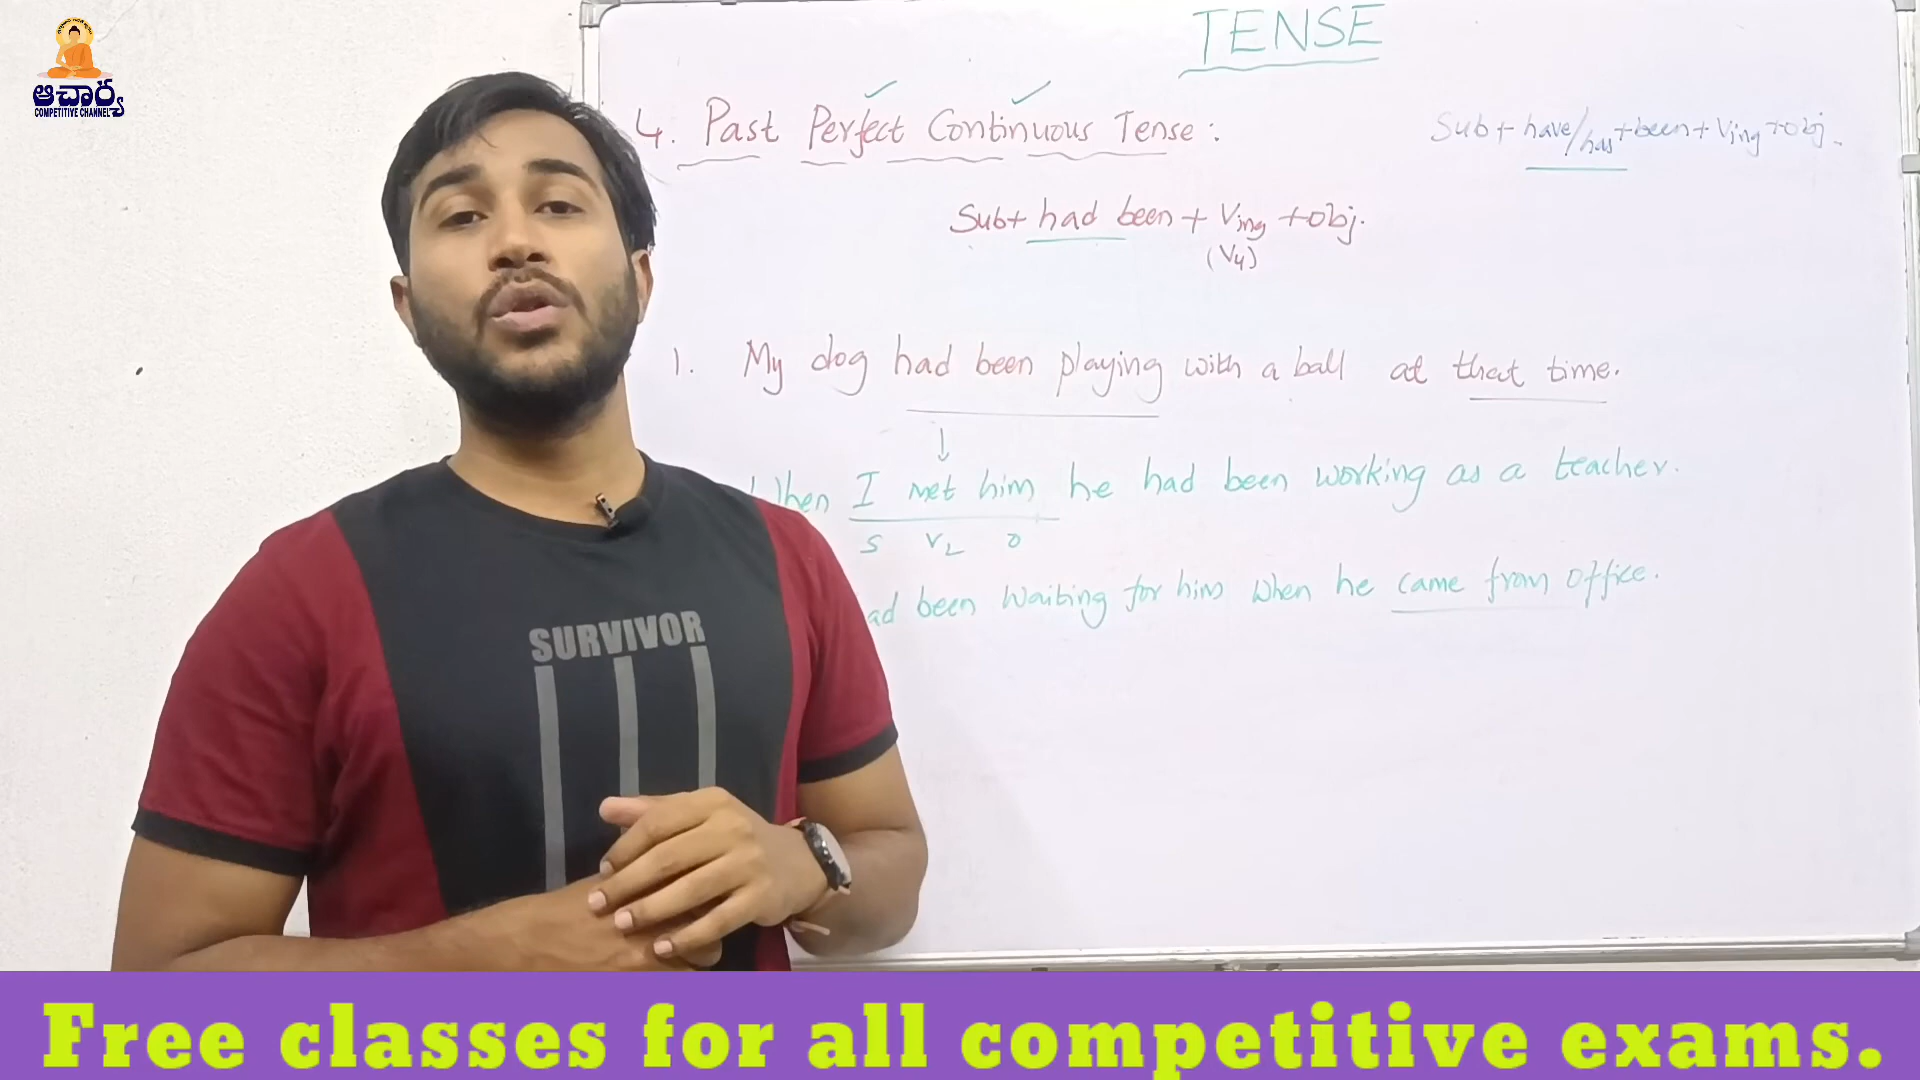 ఆచార్య
COMPETITIVE CHANNEL
TENSE
4. Past Perfect Continuous Tense :
Sub + have/has + been + Ving + obj.
Sub + had been + Ving + obj.
(V4)
1. My dog had been playing with a ball at that time.
When I met him he had been working as a teacher.
S V2 O
ad been waiting for him when he came from office.
SURVIVOR
Free classes for all competitive exams.